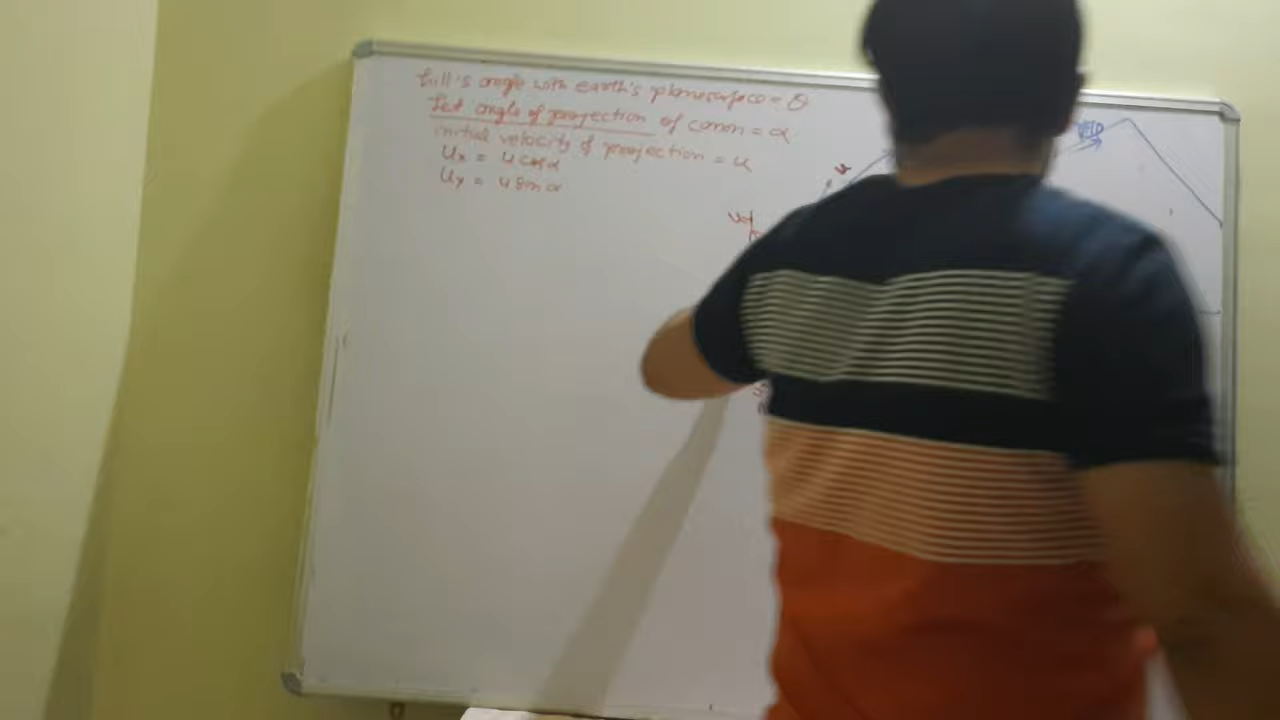 hill's angle with earth's plane surface = θ
Let angle of projection of canon = α
initial velocity of projection = u
Ux = u cos α
Uy = u sin α
u